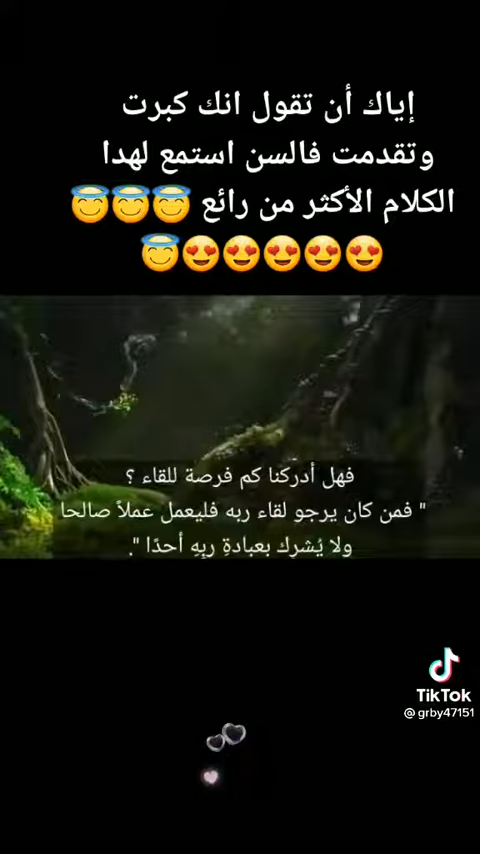 إياك أن تقول انك كبرت
وتقدمت فالسن استمع لهدا
الكلام الأكثر من رائع 😇😇😇
😇😍😍😍😍😍
فهل أدركنا كم فرصة للقاء ؟
" فمن كان يرجو لقاء ربه فليعمل عملاً صالحا
ولا يُشرك بعبادةِ ربهِ أحدًا ".
TikTok
@grby47151